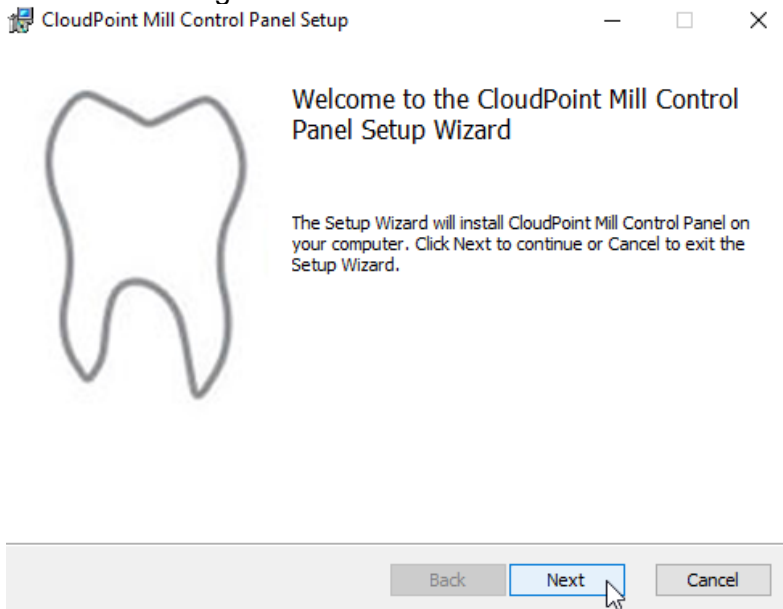 CloudPoint Mill Control Panel Setup
Welcome to the CloudPoint Mill Control
Panel Setup Wizard
The Setup Wizard will install CloudPoint Mill Control Panel on
your computer. Click Next to continue or Cancel to exit the
Setup Wizard.
Back Next Cancel